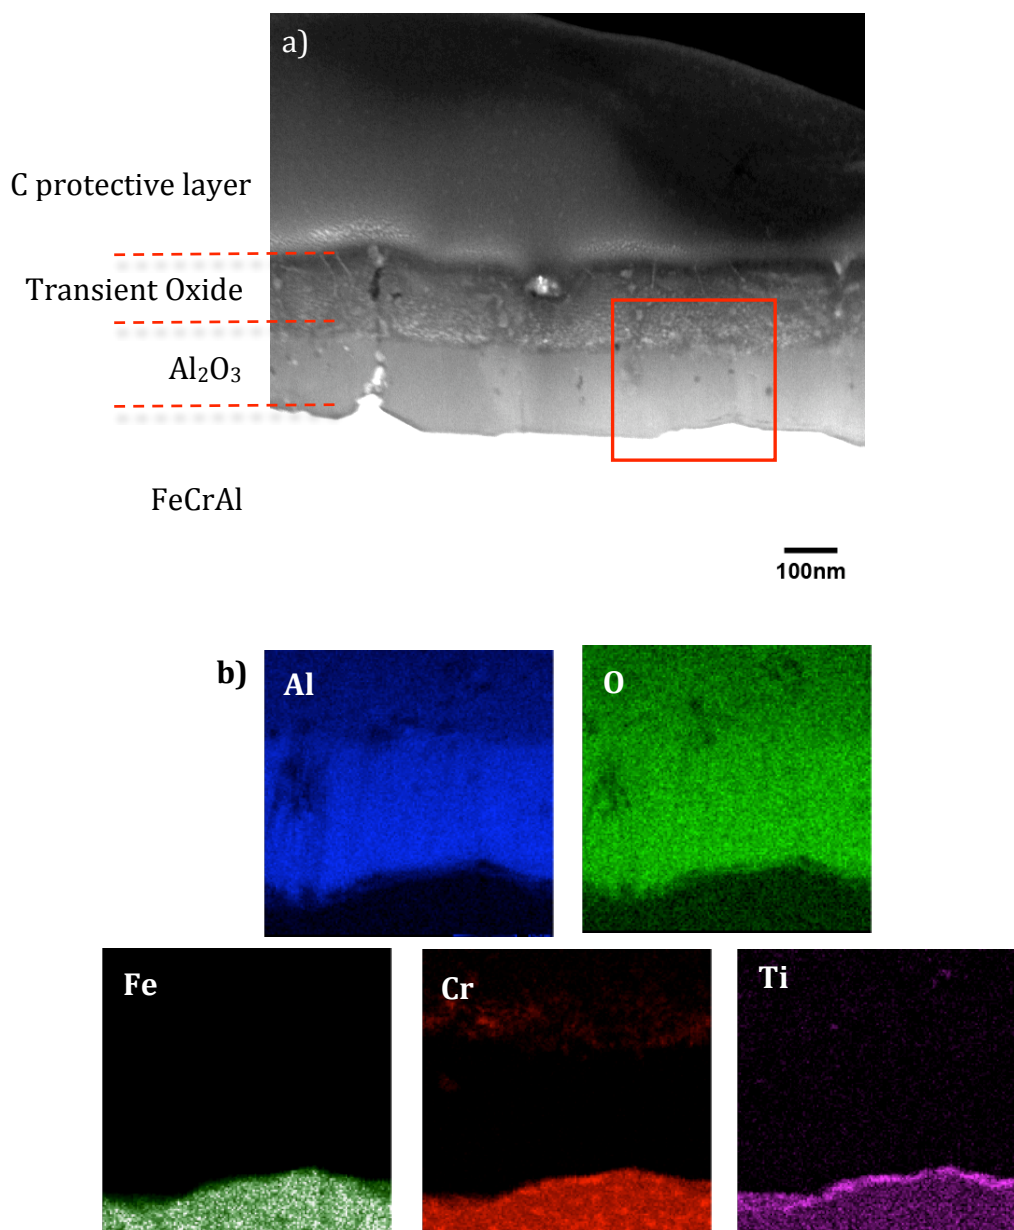 a)
C protective layer
Transient Oxide
Al₂O₃
FeCrAl
100nm
b)
Al
O
Fe
Cr
Ti